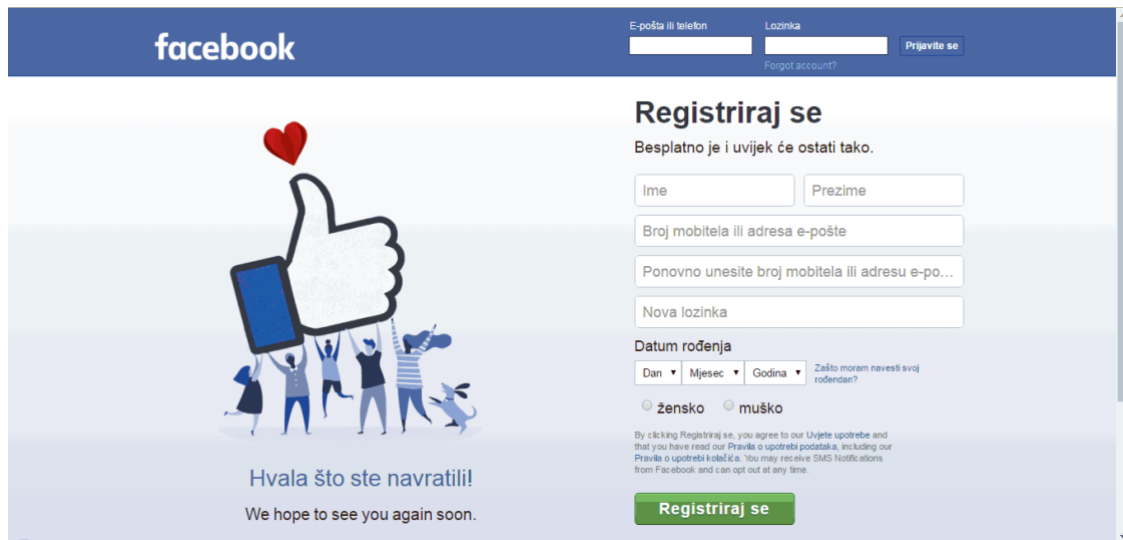 facebook
E-pošta ili telefon
Lozinka
Prijavite se
Forgot account?
Registriraj se
Besplatno je i uvijek će ostati tako.
Ime
Prezime
Broj mobitela ili adresa e-pošte
Ponovno unesite broj mobitela ili adresu e-po...
Nova lozinka
Datum rođenja
Dan
Mjesec
Godina
Zašto moram navesti svoj
rođendan?
žensko
muško
By clicking Registriraj se, you agree to our Uvjete upotrebe and
that you have read our Pravila o upotrebi podataka, including our
Pravila o upotrebi kolačića. You may receive SMS Notifications
from Facebook and can opt out at any time.
Registriraj se
Hvala što ste navratili!
We hope to see you again soon.